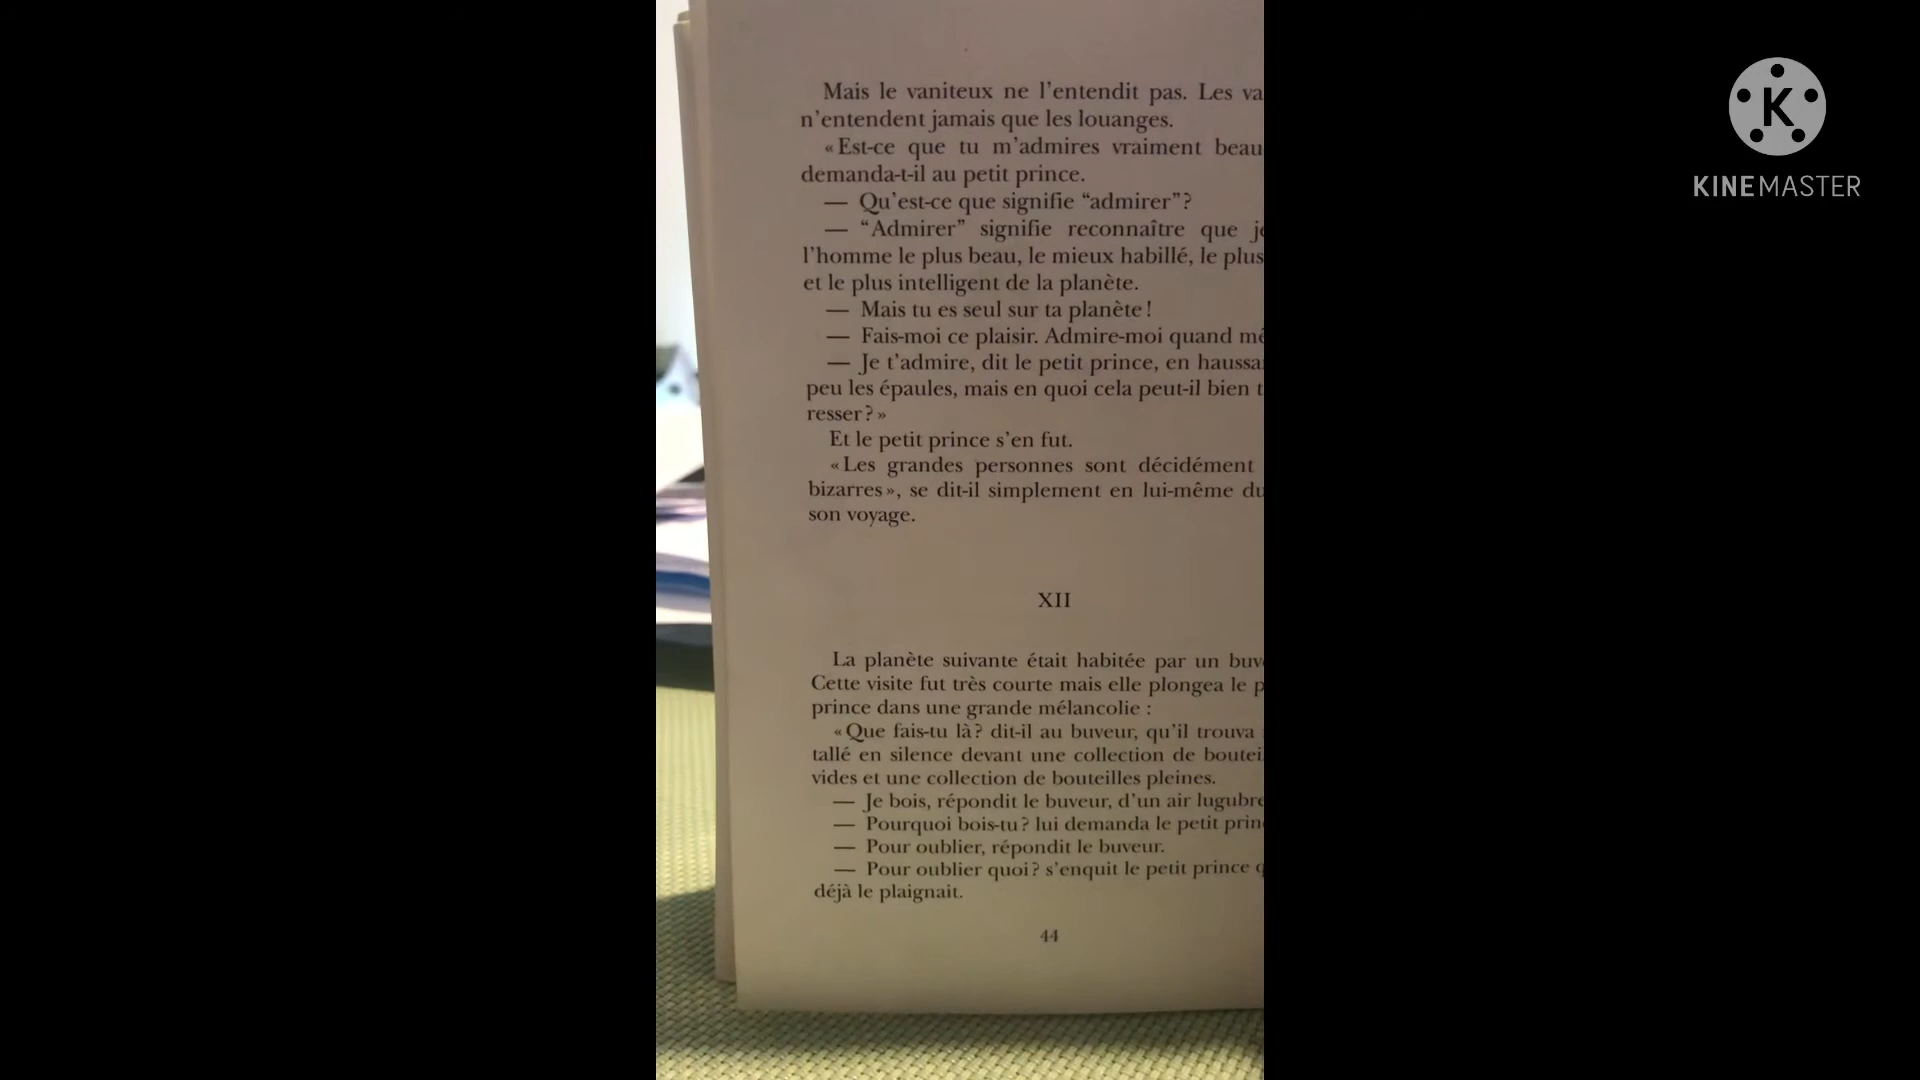 Mais le vaniteux ne l'entendit pas. Les
n'entendent jamais que les louanges.
«Est-ce que tu m'admires vraiment
demanda-t-il au petit prince.
— Qu'est-ce que signifie “admirer”?
— “Admirer” signifie reconnaître que
l'homme le plus beau, le mieux habillé, le plus
et le plus intelligent de la planète.
— Mais tu es seul sur ta planète!
— Fais-moi ce plaisir. Admire-moi quand
— Je t'admire, dit le petit prince, en
peu les épaules, mais en quoi cela peut-il bien
resser?»
Et le petit prince s'en fut.
«Les grandes personnes sont décidément
bizarres», se dit-il simplement en lui-même
son voyage.
XII
La planète suivante était habitée par un
Cette visite fut très courte mais elle plongea le
prince dans une grande mélancolie :
«Que fais-tu là? dit-il au buveur, qu'il trouva
tallé en silence devant une collection de
vides et une collection de bouteilles pleines.
— Je bois, répondit le buveur, d'un air lugubre
— Pourquoi bois-tu? lui demanda le petit
— Pour oublier, répondit le buveur.
— Pour oublier quoi? s'enquit le petit prince
déjà le plaignait.
44
K
KINEMASTER